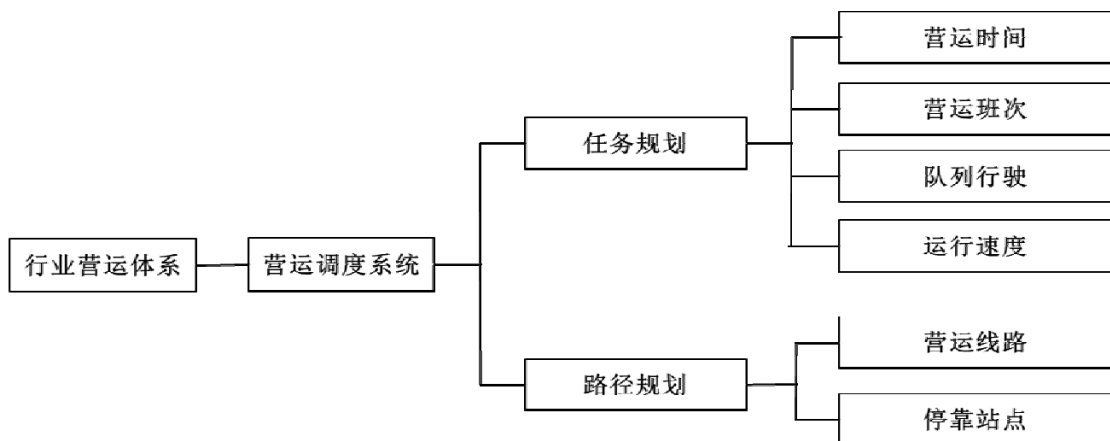 营运时间
营运班次
任务规划
队列行驶
运行速度
行业营运体系
营运调度系统
营运线路
路径规划
停靠站点